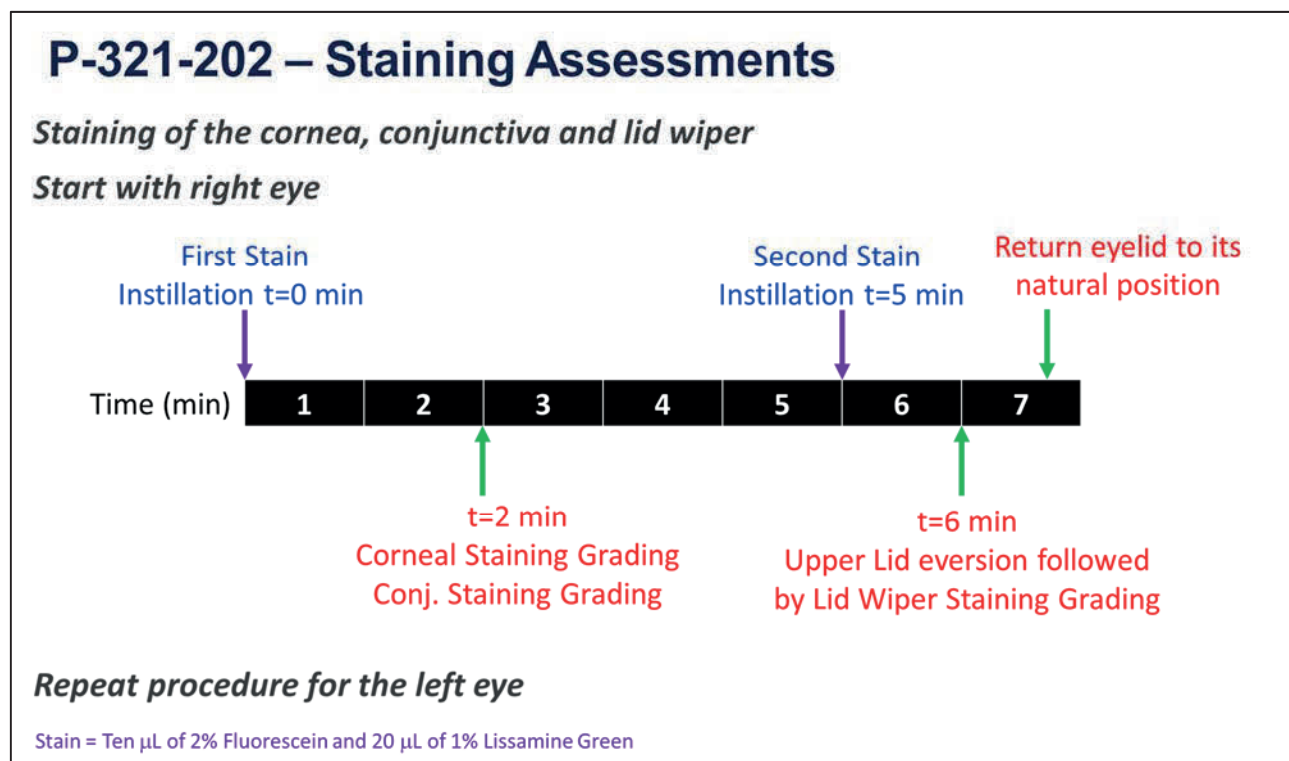 P-321-202 – Staining Assessments
Staining of the cornea, conjunctiva and lid wiper
Start with right eye
First Stain
Instillation t=0 min
Second Stain
Instillation t=5 min
Return eyelid to its
natural position
Time (min) 1 2 3 4 5 6 7
t=2 min
Corneal Staining Grading
Conj. Staining Grading
t=6 min
Upper Lid eversion followed
by Lid Wiper Staining Grading
Repeat procedure for the left eye
Stain = Ten μL of 2% Fluorescein and 20 μL of 1% Lissamine Green